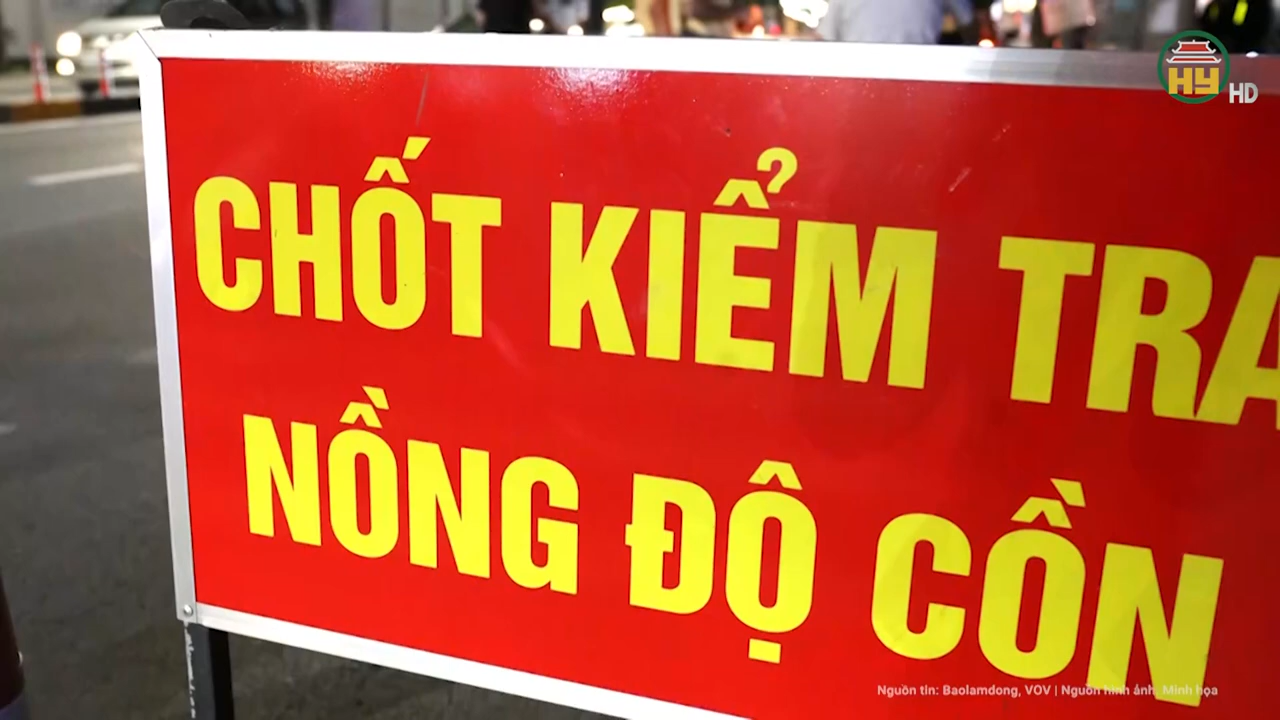 HY HD
CHỐT KIỂM TRA
NỒNG ĐỘ CỒN
Nguồn tin: Baolamdong, VOV | Nguồn hình ảnh: Minh họa